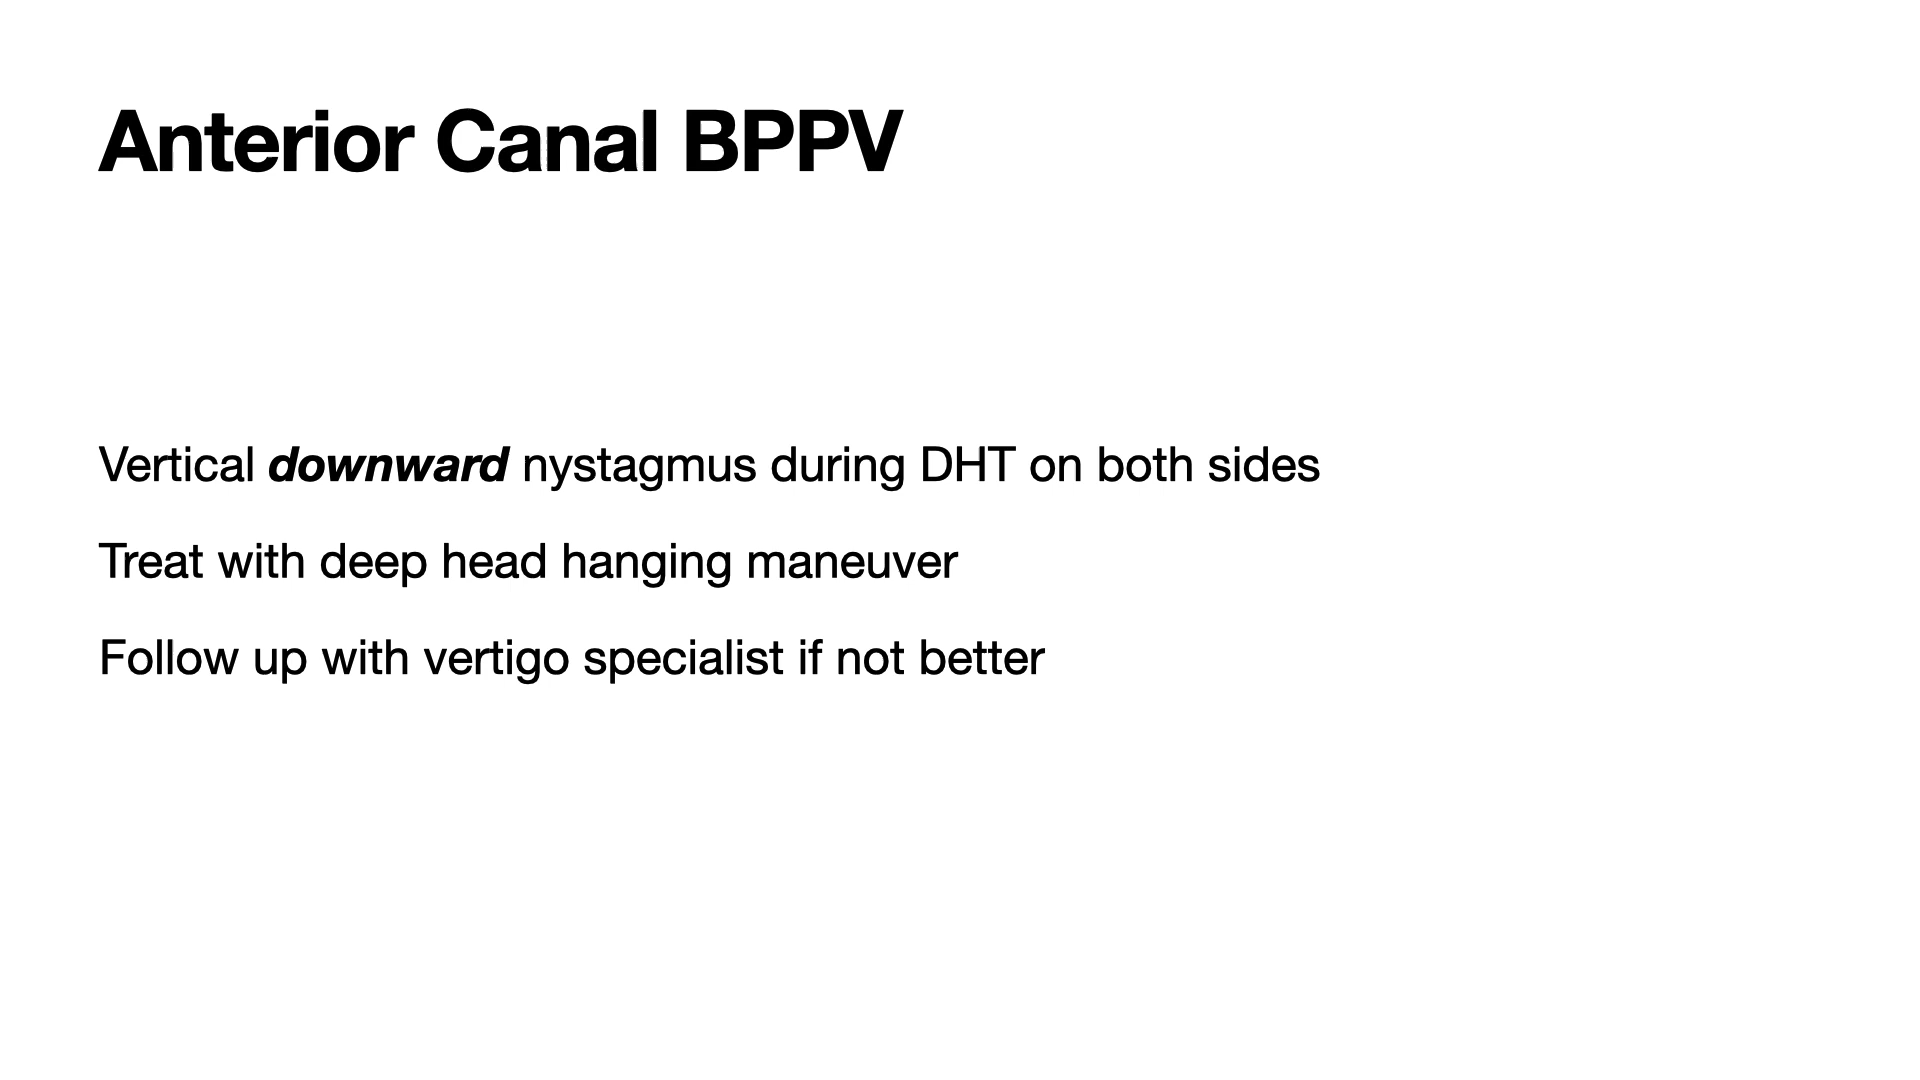 Anterior Canal BPPV
Vertical downward nystagmus during DHT on both sides
Treat with deep head hanging maneuver
Follow up with vertigo specialist if not better